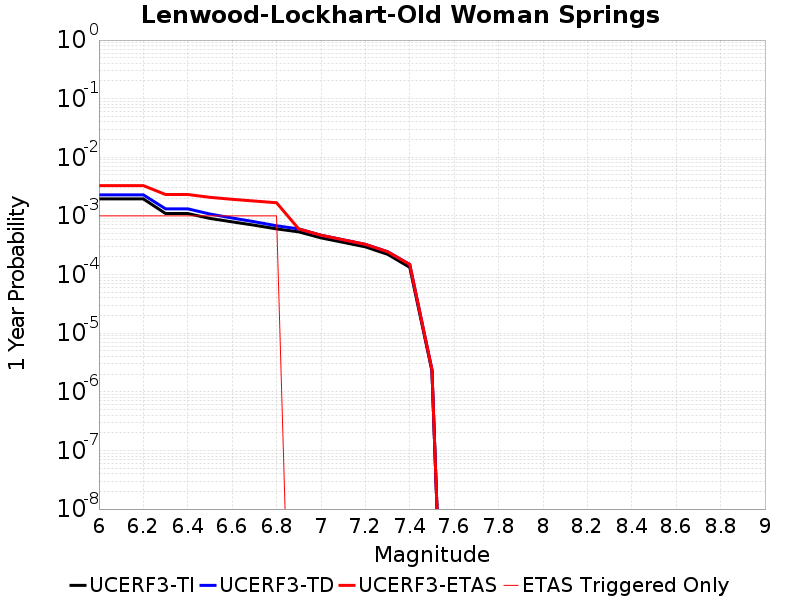 Lenwood-Lockhart-Old Woman Springs
1 Year Probability
10^0
10^-1
10^-2
10^-3
10^-4
10^-5
10^-6
10^-7
10^-8
6 6.2 6.4 6.6 6.8 7 7.2 7.4 7.6 7.8 8 8.2 8.4 8.6 8.8 9
Magnitude
UCERF3-TI UCERF3-TD UCERF3-ETAS ETAS Triggered Only